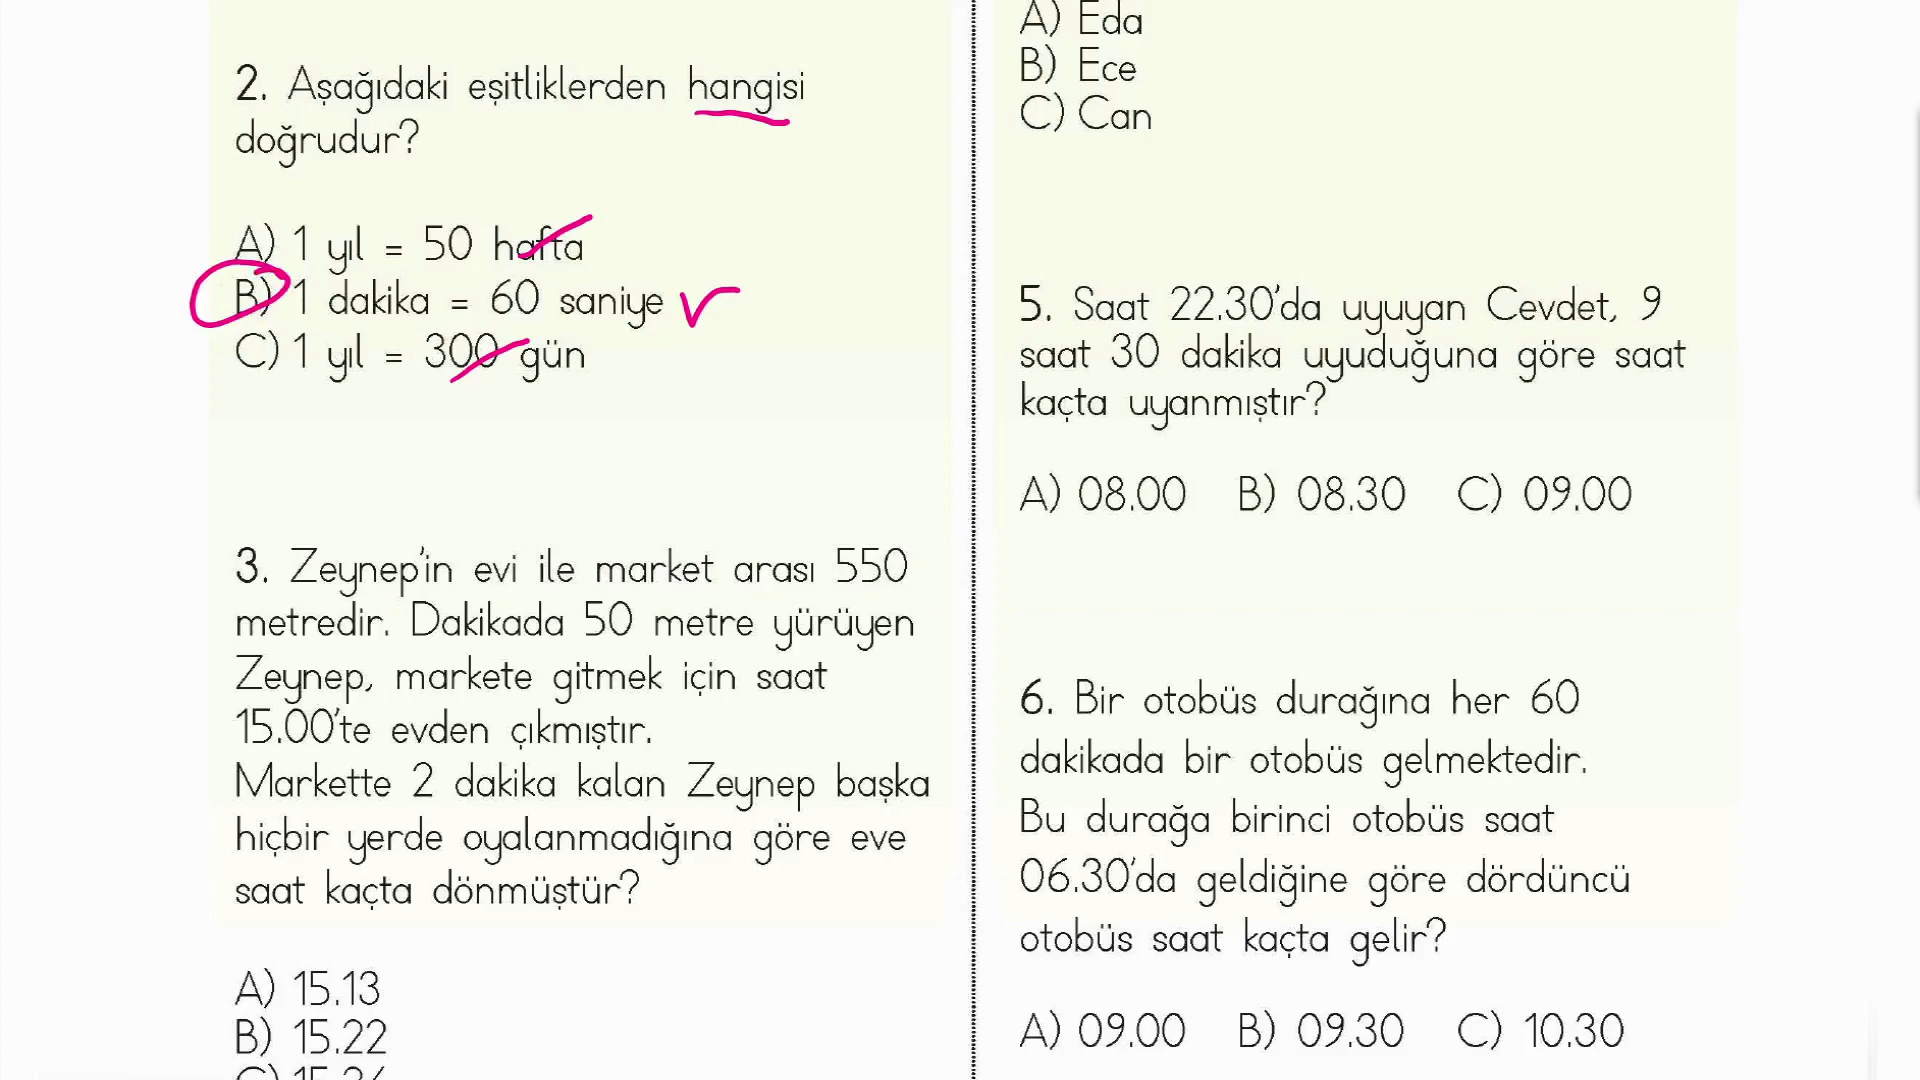 2. Aşağıdaki eşitliklerden hangisi
doğrudur?
A) 1 yıl = 50 hafta
B) 1 dakika = 60 saniye
C) 1 yıl = 300 gün
3. Zeynep'in evi ile market arası 550
metredir. Dakikada 50 metre yürüyen
Zeynep, markete gitmek için saat
15.00'te evden çıkmıştır.
Markette 2 dakika kalan Zeynep başka
hiçbir yerde oyalanmadığına göre eve
saat kaçta dönmüştür?
A) 15.13
B) 15.22
A) Eda
B) Ece
C) Can
5. Saat 22.30'da uyuyan Cevdet, 9
saat 30 dakika uyuduğuna göre saat
kaçta uyanmıştır?
A) 08.00 B) 08.30 C) 09.00
6. Bir otobüs durağına her 60
dakikada bir otobüs gelmektedir.
Bu durağa birinci otobüs saat
06.30'da geldiğine göre dördüncü
otobüs saat kaçta gelir?
A) 09.00 B) 09.30 C) 10.30